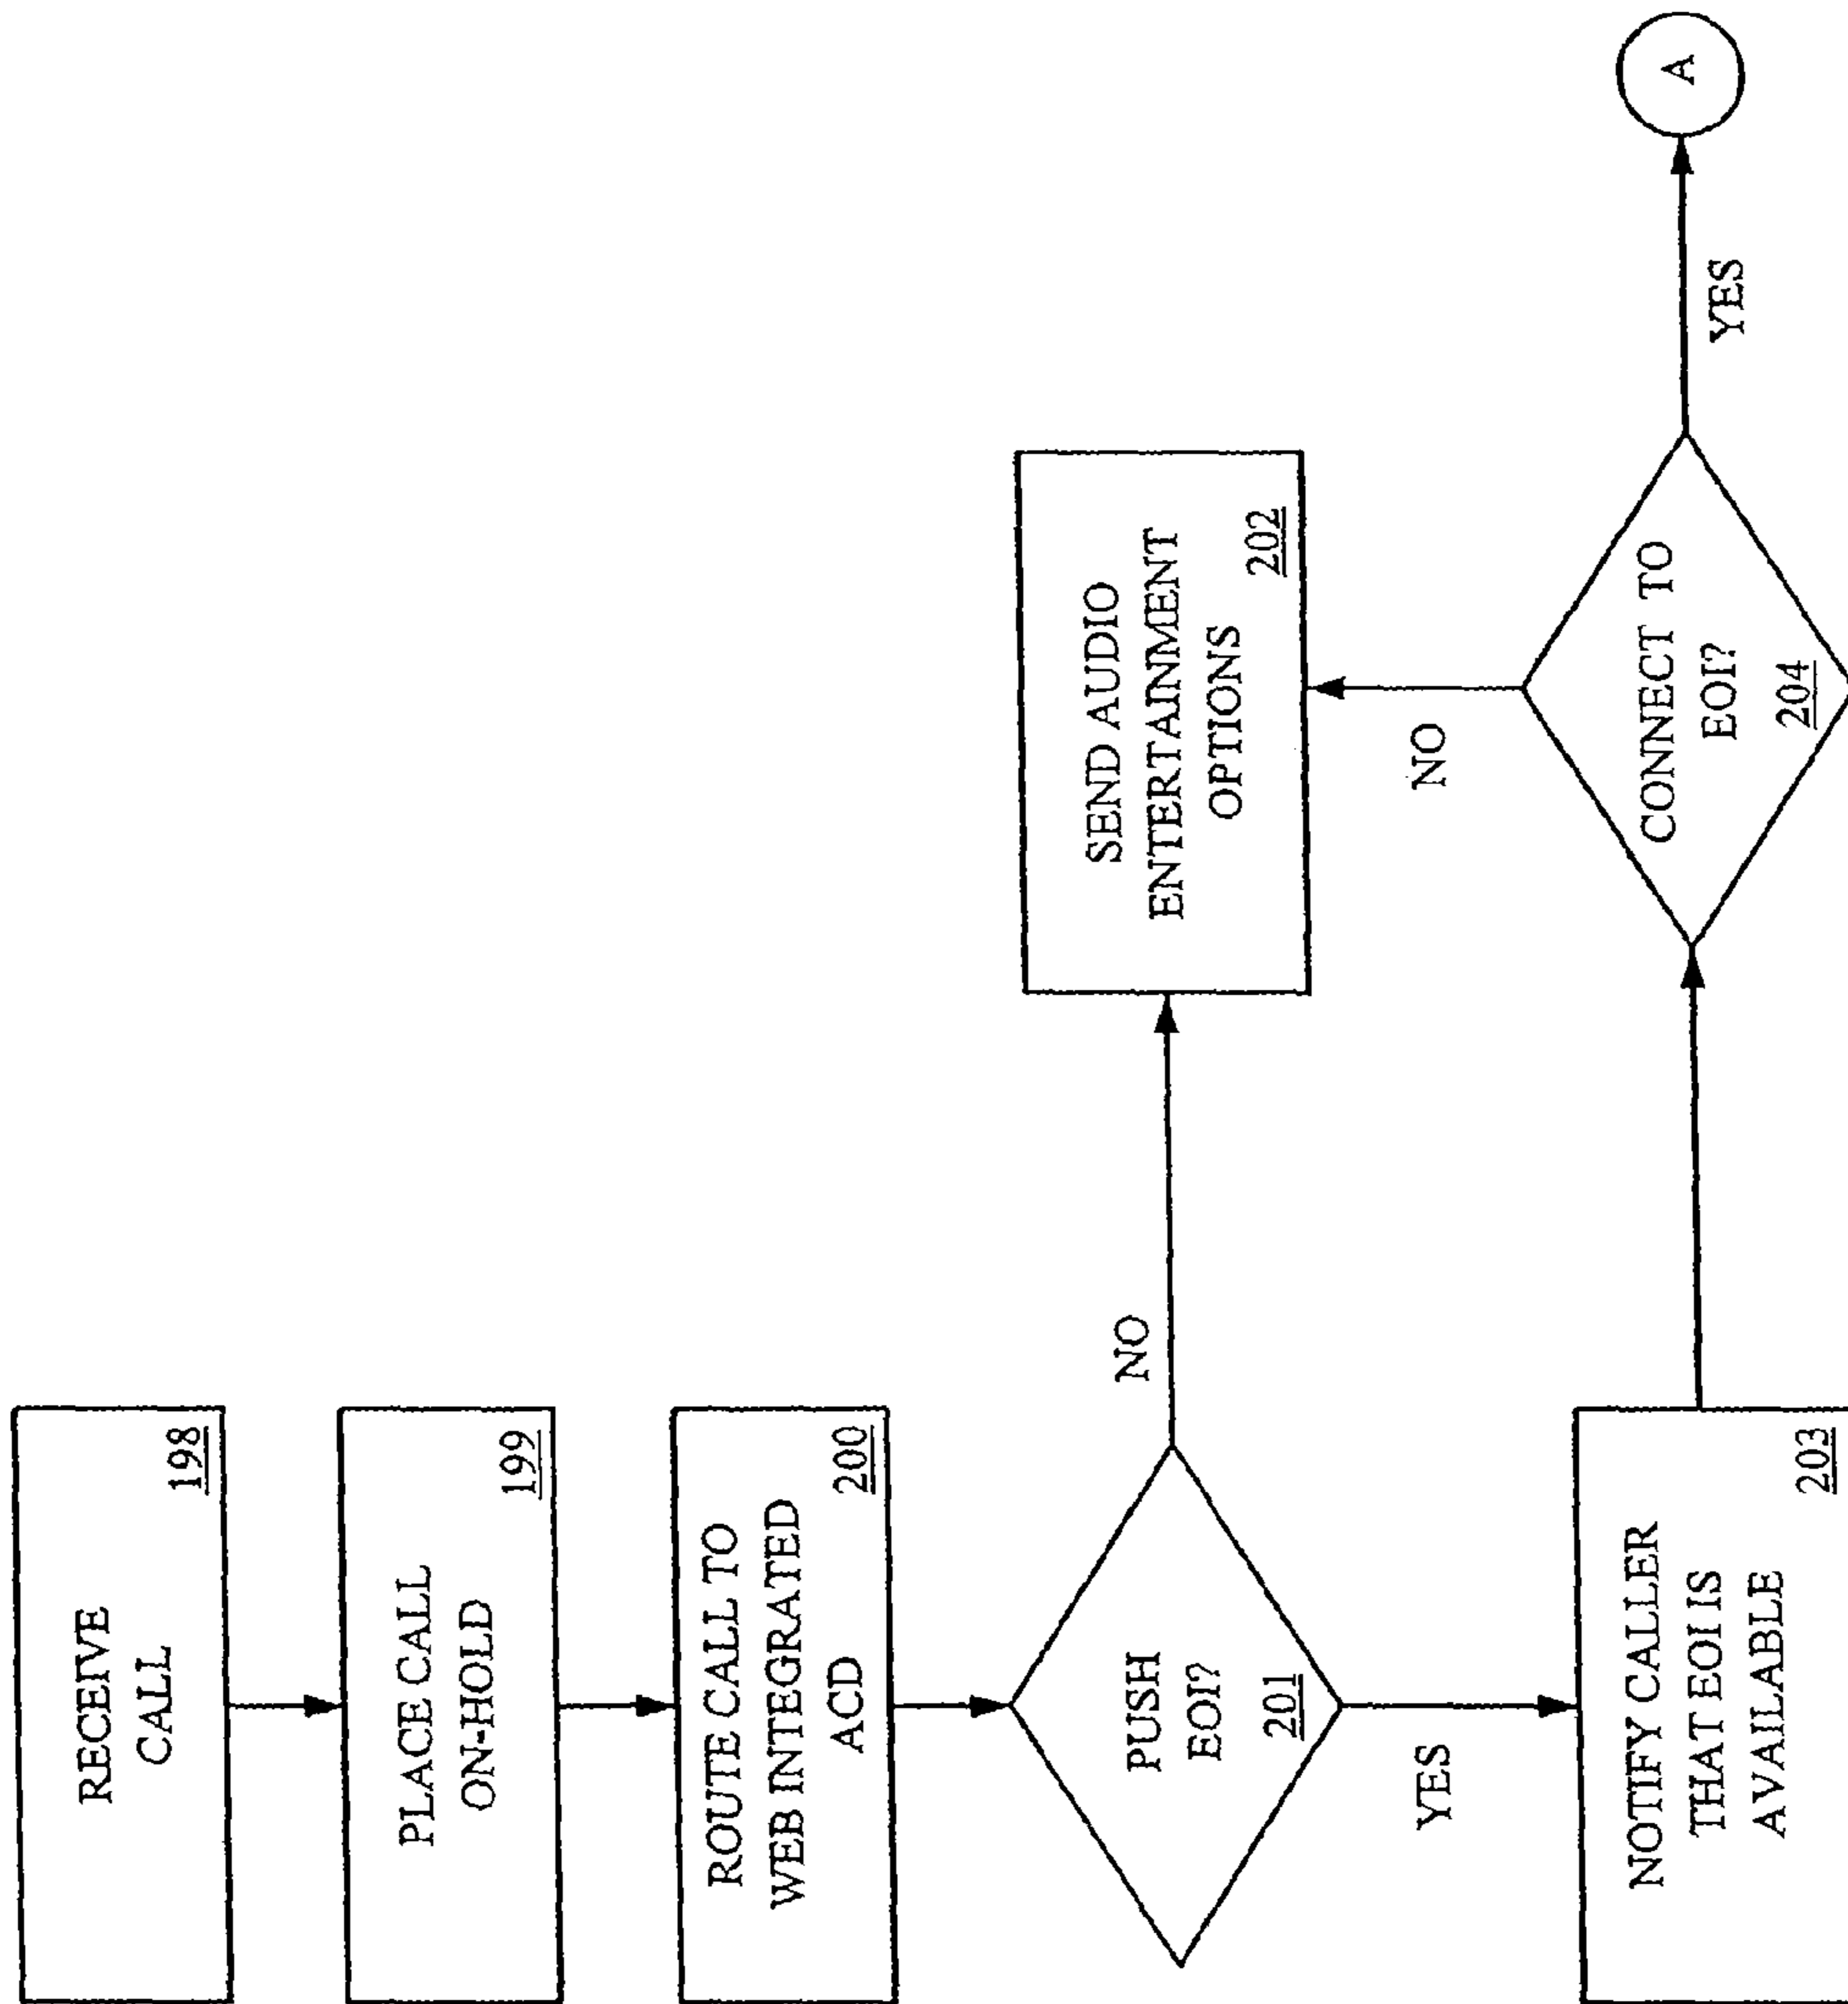 RECEIVE
CALL
198
PLACE CALL
ON-HOLD
199
ROUTE CALL TO
WEB INTEGRATED
ACD
200
PUSH
EOI?
201
NO
YES
SEND AUDIO
ENTERTAINMENT
OPTIONS
202
NOTIFY CALLER
THAT EOI IS
AVAILABLE
203
CONNECT TO
EOI?
204
NO
YES
A